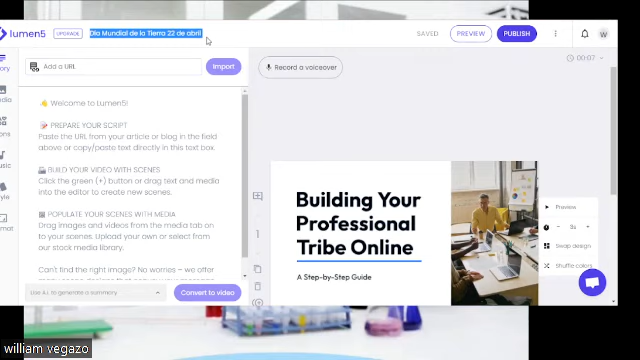 lumen5
UPGRADE
Dia Mundial de la Tierra 22 de abril
SAVED
PREVIEW
PUBLISH
W
Add a URL
Import
Record a voiceover
00:07
👋 Welcome to Lumen5!
PREPARE YOUR SCRIPT
Paste the URL from your article or blog in the field
above or copy/paste text directly in this text box.
BUILD YOUR VIDEO WITH SCENES
Click the green (+) button or drag text and media
into the editor to create new scenes.
POPULATE YOUR SCENES WITH MEDIA
Drag images and videos from the media tab on
to your scenes. Upload your own or select from
our stock media library.
Can't find the right image? No worries – we offer
Use A.I. to generate a summary
Convert to video
1
Building Your
Professional
Tribe Online
A Step-by-Step Guide
Preview
- 3s +
Swap design
Shuffle colors
william vegazo